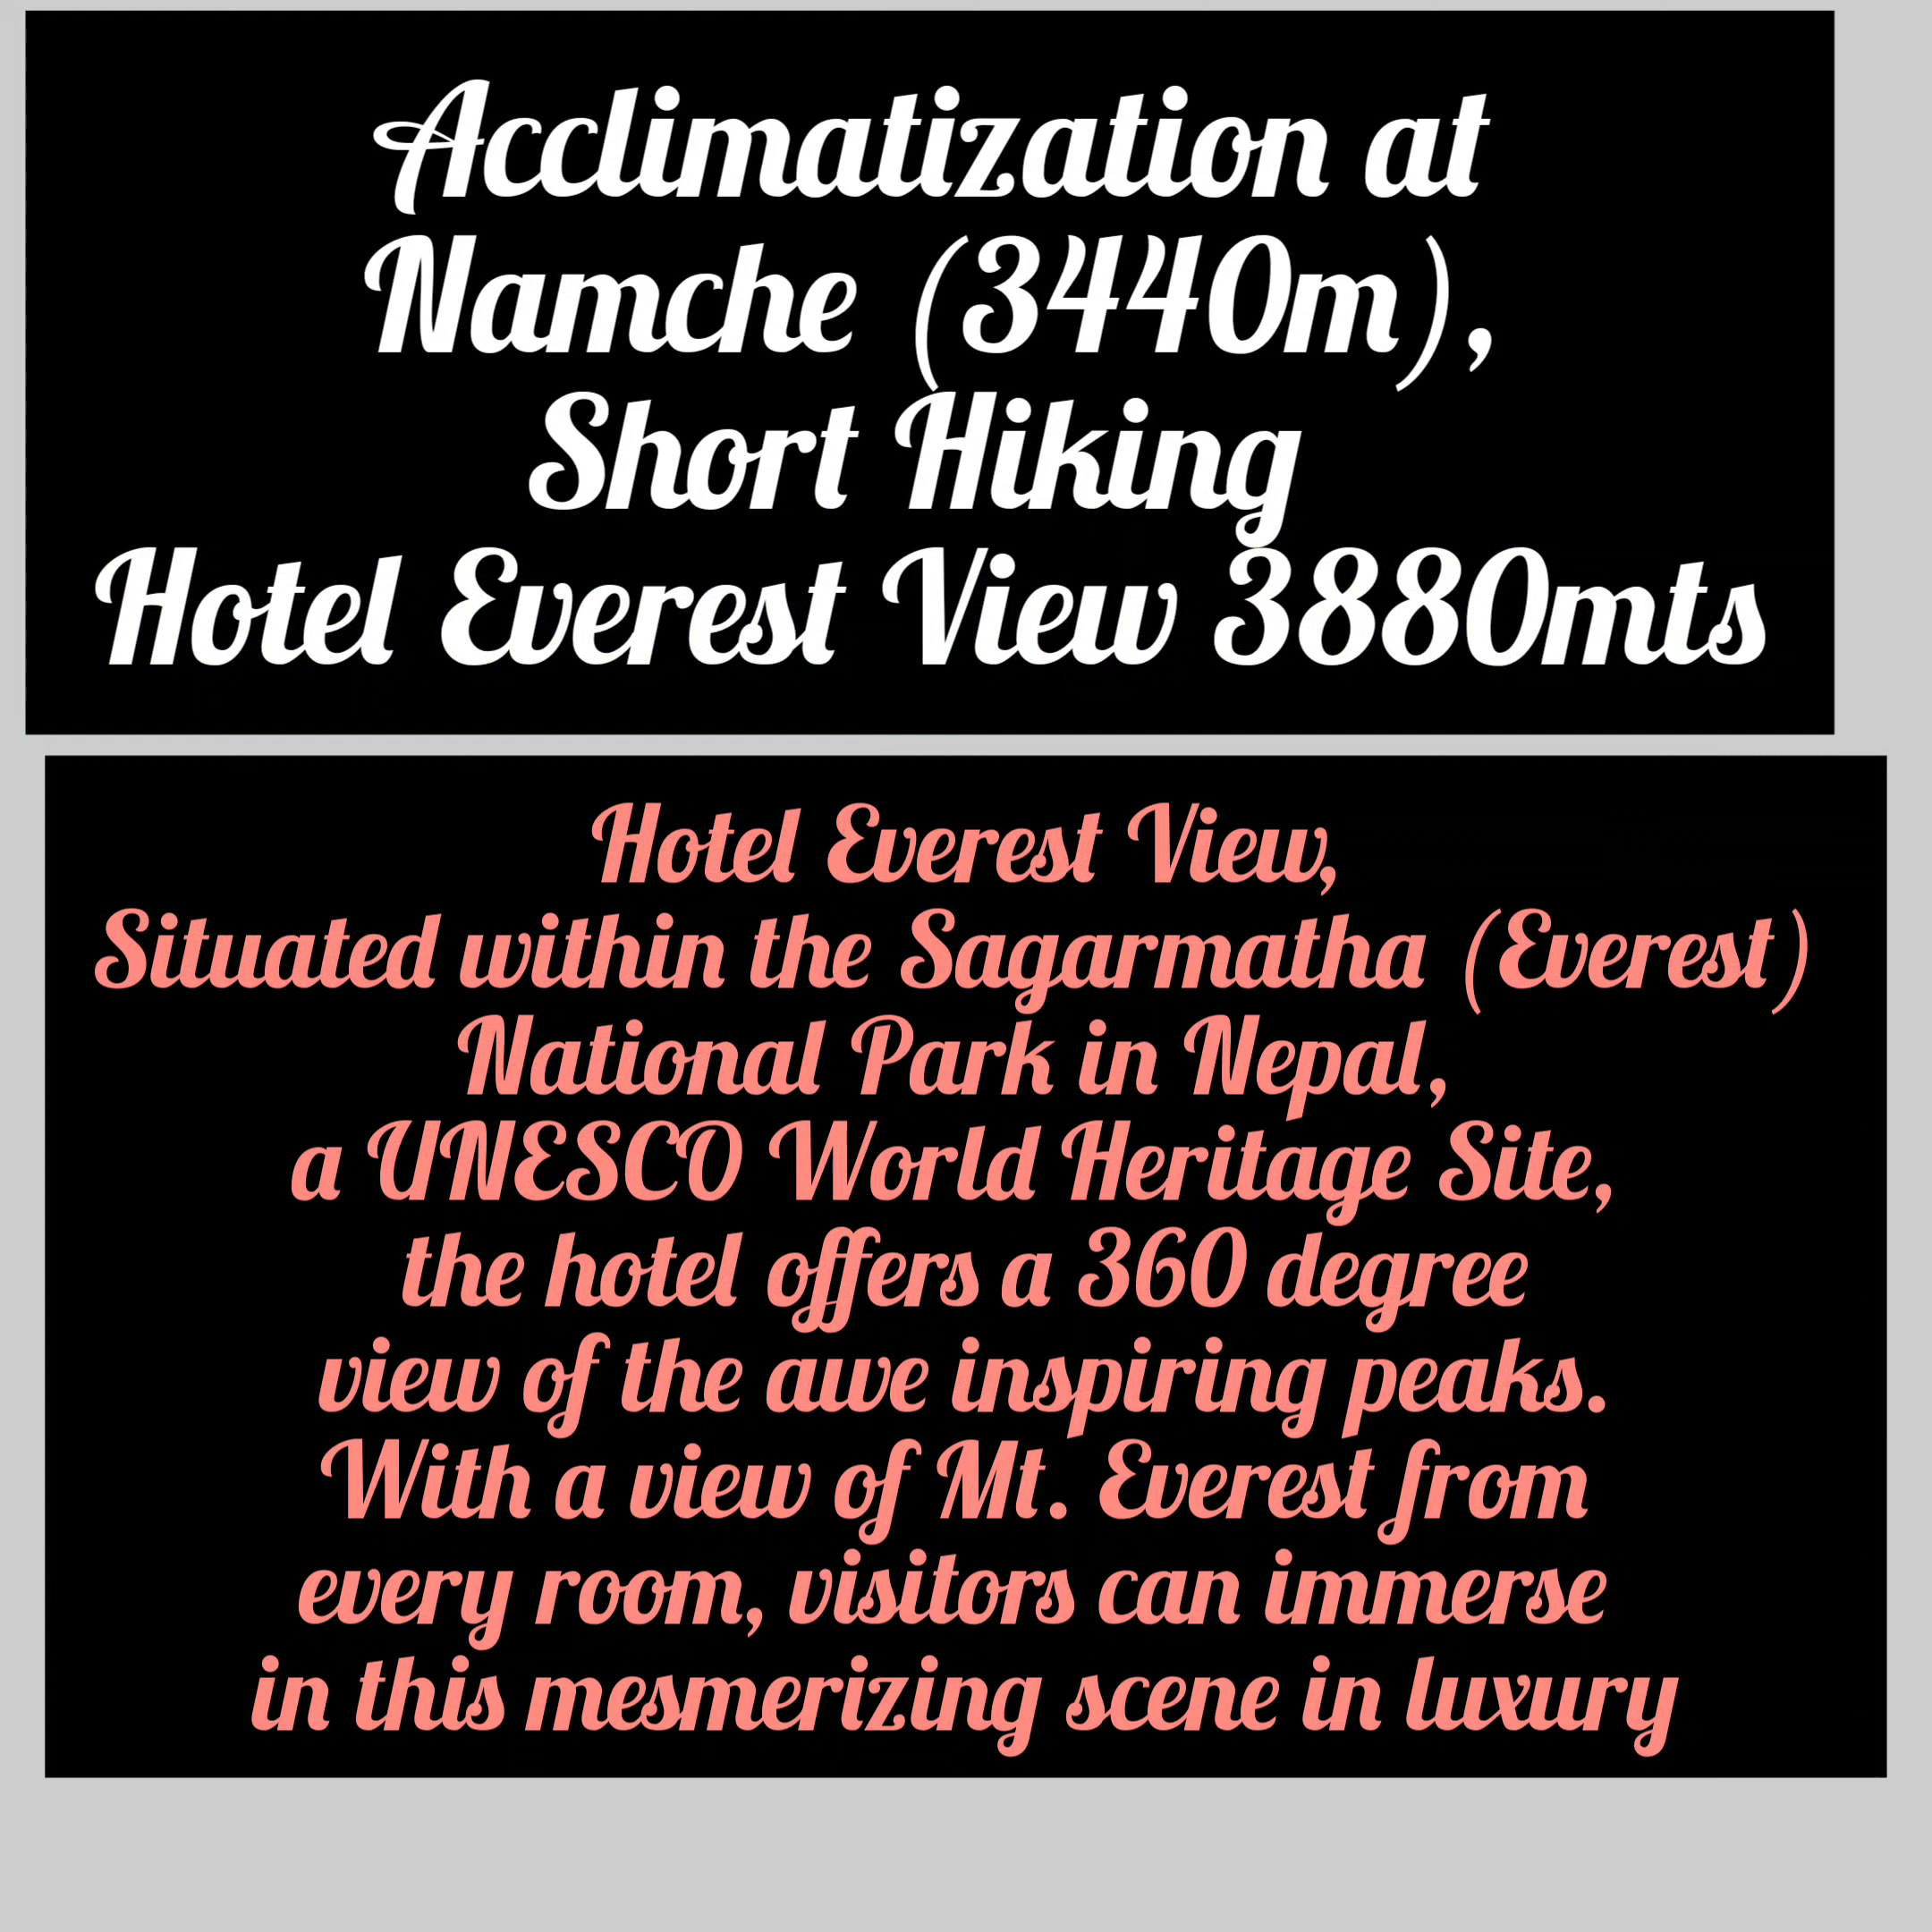 Acclimatization at
Namche (3440m),
Short Hiking
Hotel Everest View 3880mts
Hotel Everest View,
Situated within the Sagarmatha (Everest)
National Park in Nepal,
a UNESCO World Heritage Site,
the hotel offers a 360 degree
view of the awe inspiring peaks.
With a view of Mt. Everest from
every room, visitors can immerse
in this mesmerizing scene in luxury